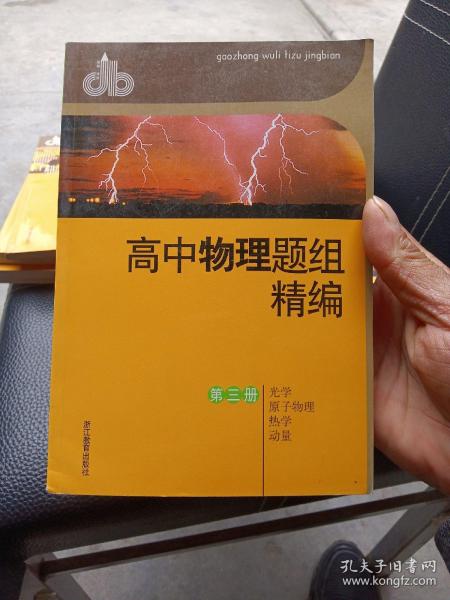 gaozhong wuli tizu jingbian
db
高中物理题组
精编
第三册
光学
原子物理
热学
动量
浙江教育出版社
孔夫子旧书网
www.kongfz.com